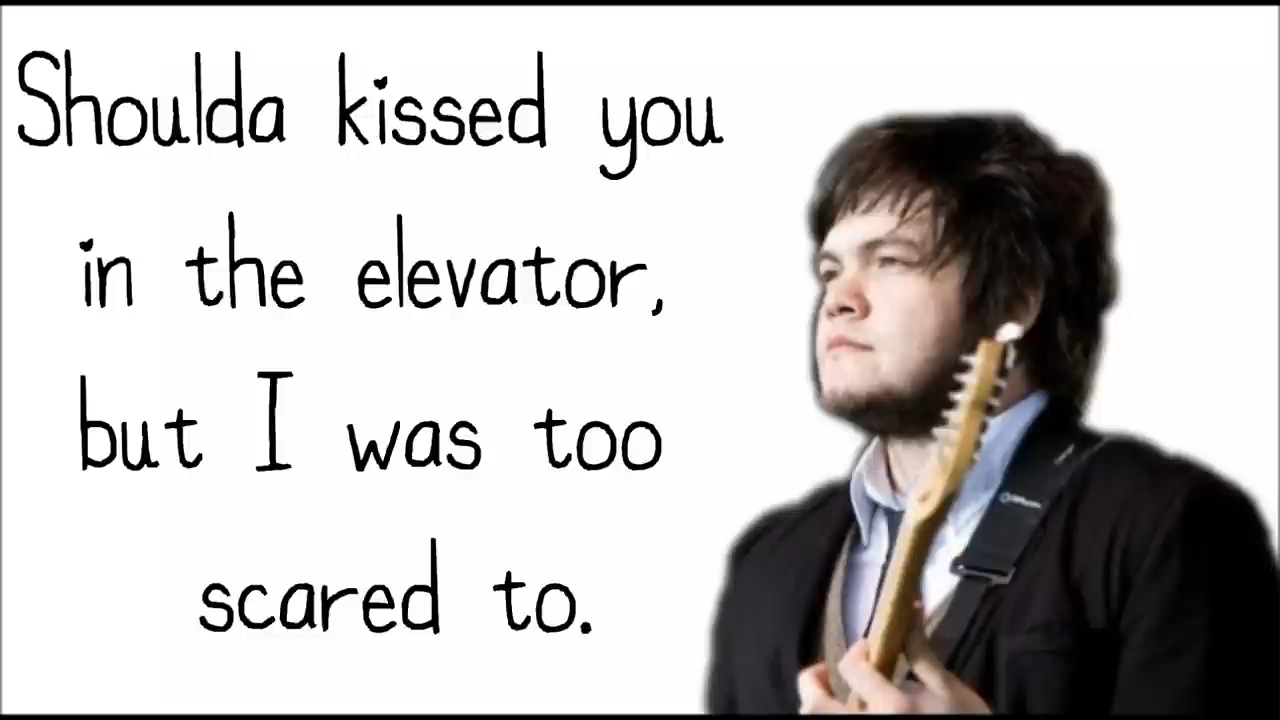 Shoulda kissed you
in the elevator,
but I was too
scared to.